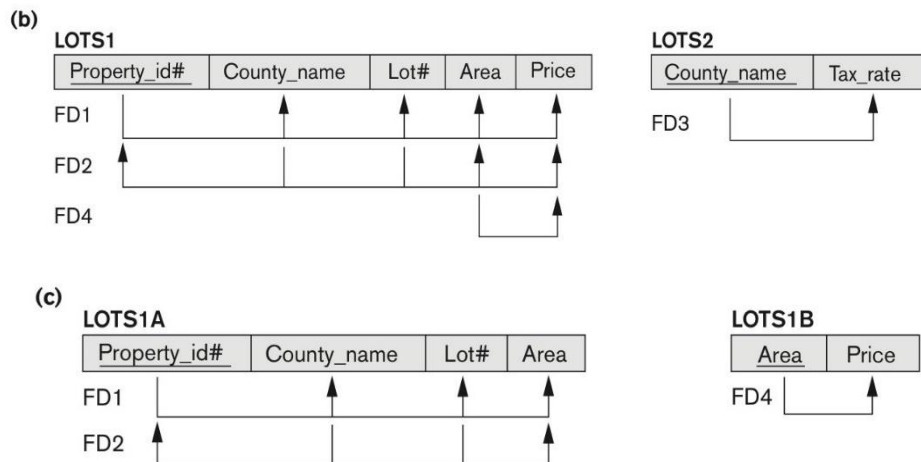 (b)
LOTS1
Property_id# County_name Lot# Area Price
FD1
FD2
FD4
LOTS2
County_name Tax_rate
FD3
(c)
LOTS1A
Property_id# County_name Lot# Area
FD1
FD2
LOTS1B
Area Price
FD4